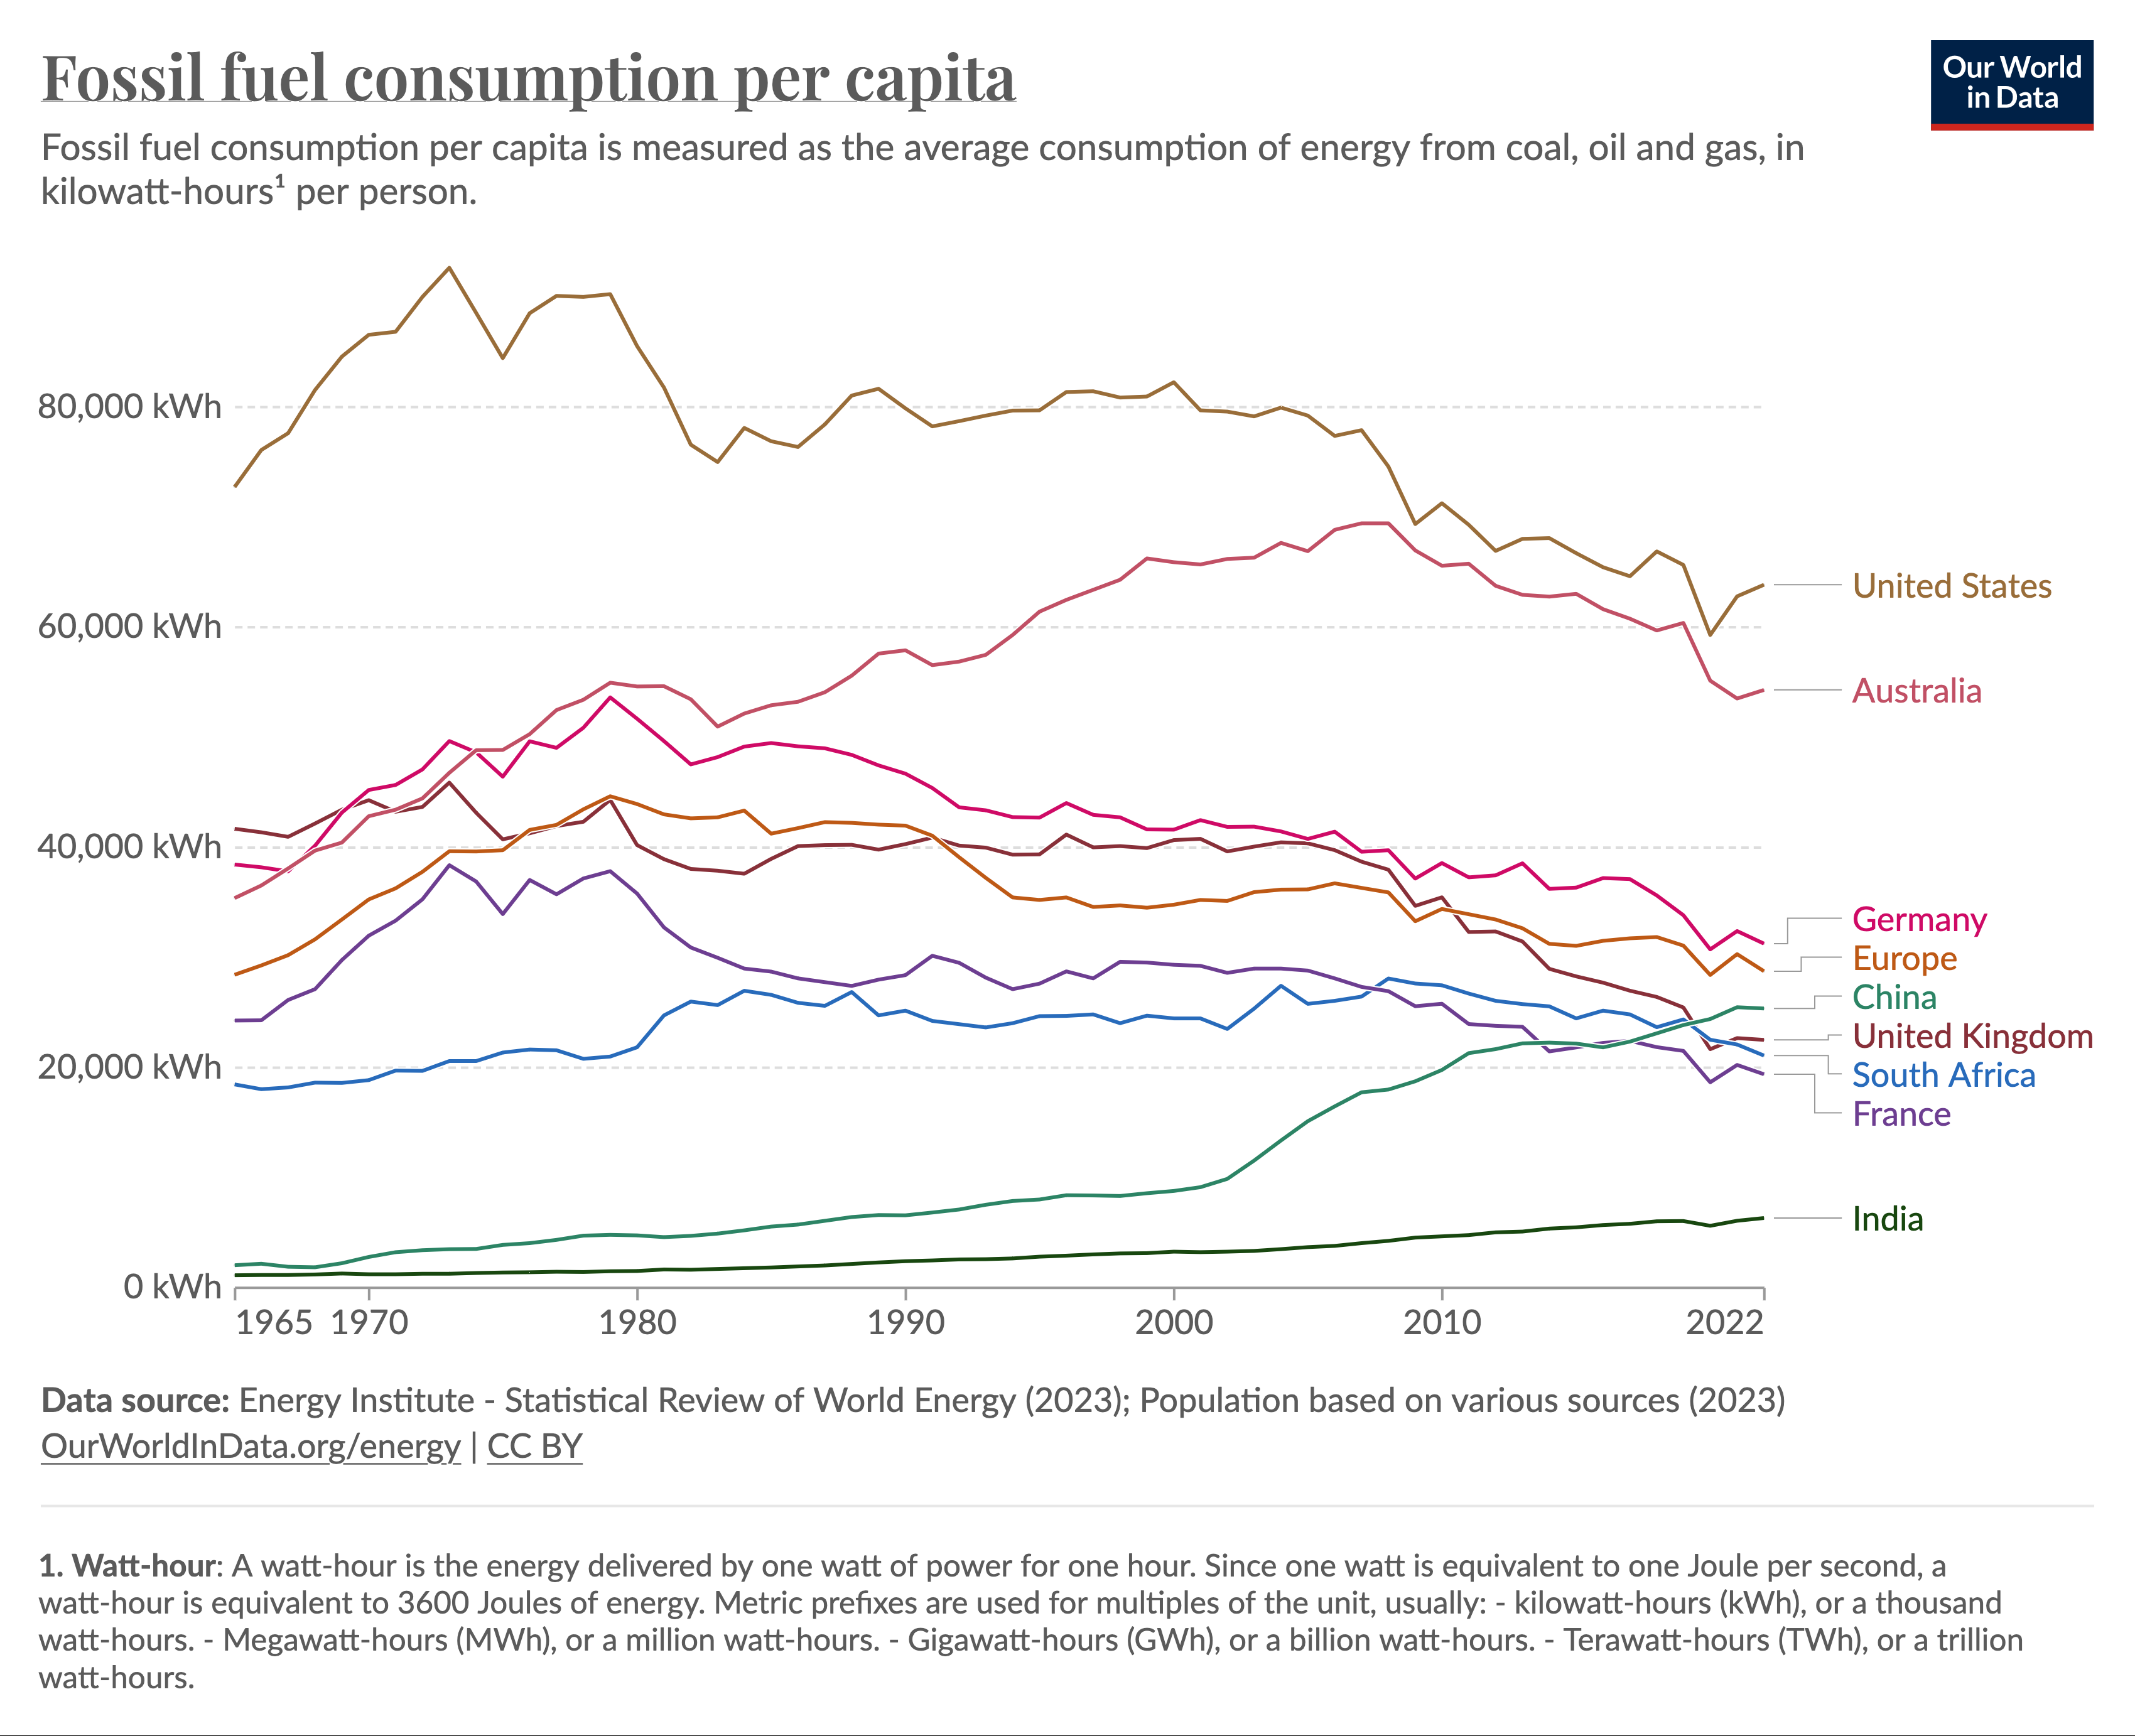 Fossil fuel consumption per capita
Our World
in Data
Fossil fuel consumption per capita is measured as the average consumption of energy from coal, oil and gas, in
kilowatt-hours¹ per person.
80,000 kWh
60,000 kWh
40,000 kWh
20,000 kWh
0 kWh
United States
Australia
Germany
Europe
China
United Kingdom
South Africa
France
India
1965 1970 1980 1990 2000 2010 2022
Data source: Energy Institute - Statistical Review of World Energy (2023); Population based on various sources (2023)
OurWorldInData.org/energy | CC BY
1. Watt-hour: A watt-hour is the energy delivered by one watt of power for one hour. Since one watt is equivalent to one Joule per second, a
watt-hour is equivalent to 3600 Joules of energy. Metric prefixes are used for multiples of the unit, usually: - kilowatt-hours (kWh), or a thousand
watt-hours. - Megawatt-hours (MWh), or a million watt-hours. - Gigawatt-hours (GWh), or a billion watt-hours. - Terawatt-hours (TWh), or a trillion
watt-hours.